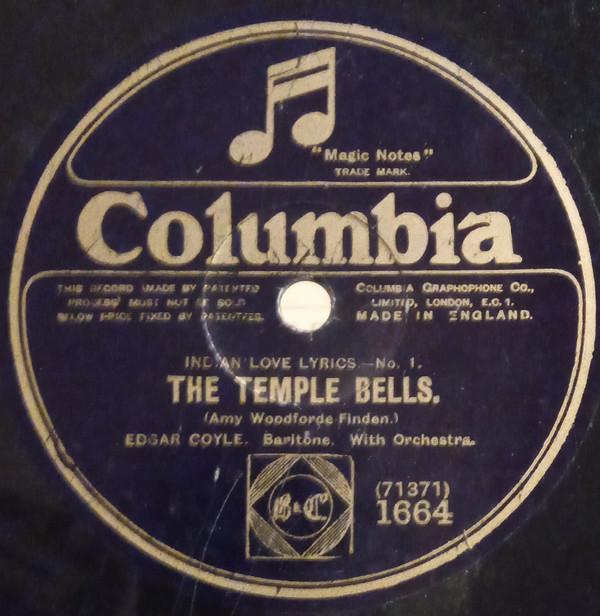 "Magic Notes"
TRADE MARK.
Columbia
THIS RECORD MADE BY PATENTED
PROCESS MUST NOT BE SOLD
BELOW PRICE FIXED BY PATENTEES.
COLUMBIA GRAPHOPHONE CO.,
LIMITED, LONDON, E.C.1.
MADE IN ENGLAND.
INDIAN LOVE LYRICS.—No. 1.
THE TEMPLE BELLS.
(Amy Woodforde-Finden.)
EDGAR COYLE. Baritone. With Orchestra.
B & C
(71371)
1664